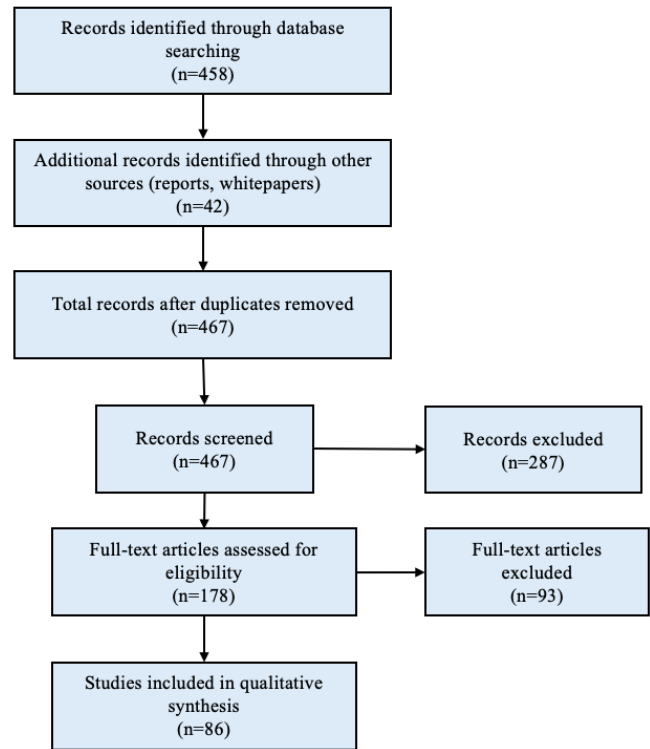 Records identified through database
searching
(n=458)
Additional records identified through other
sources (reports, whitepapers)
(n=42)
Total records after duplicates removed
(n=467)
Records screened
(n=467)
Records excluded
(n=287)
Full-text articles assessed for
eligibility
(n=178)
Full-text articles
excluded
(n=93)
Studies included in qualitative
synthesis
(n=86)